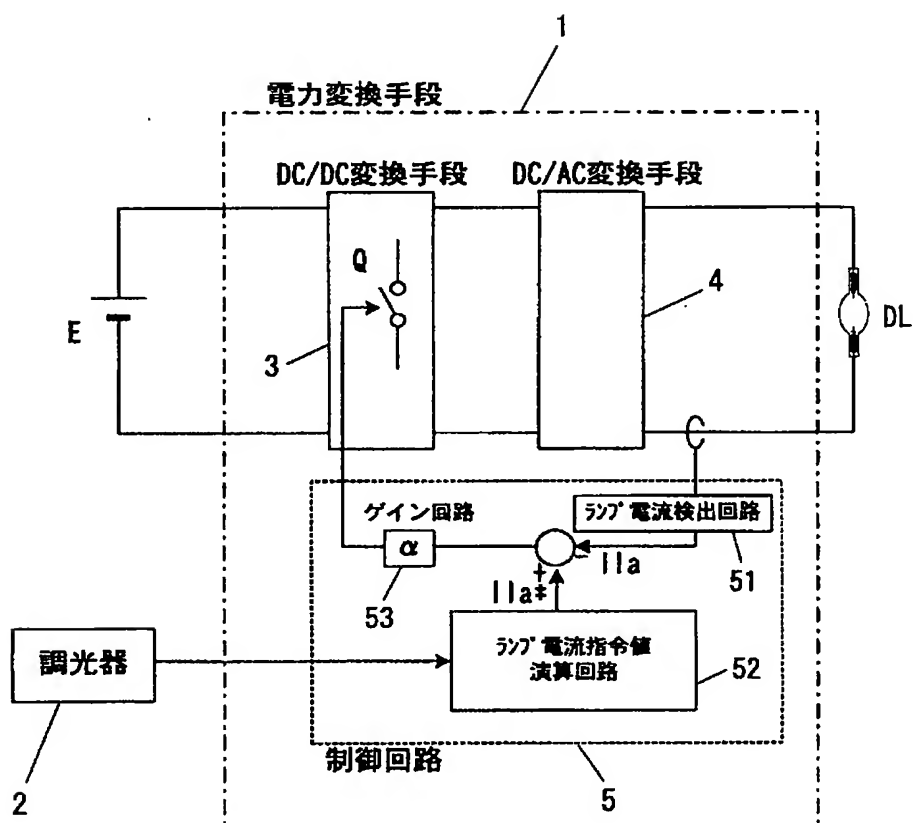 1
電力変換手段
DC/DC変換手段
DC/AC変換手段
Q
4
E
3
DL
ゲイン回路
ランプ電流検出回路
α
+
−
Ila
51
53
Ila*
調光器
ランプ電流指令値
演算回路
52
制御回路
2
5